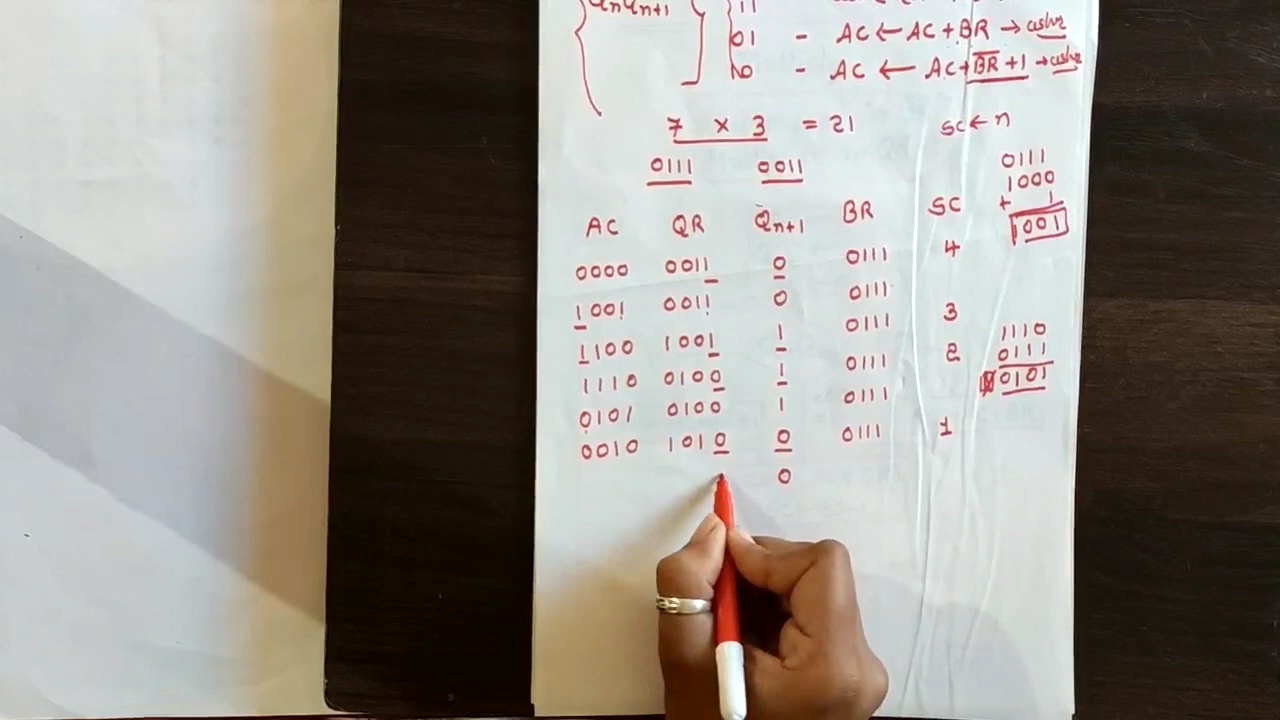 QnQn+1
11
01 - AC ← AC + BR → ashr
10 - AC ← AC + B̅R̅ + 1 → ashr
7 × 3 = 21 SC ← n
0111 0011
0111
1000
+ 1
1001
AC QR Qn+1 BR SC
0000 0011 0 0111 4
1001 0011 0 0111
1100 1001 1 0111 3
1110 0100 1 0111 2
0101 0100 1 0111
0010 1010 0 0111 1
0
1110
0111
0101